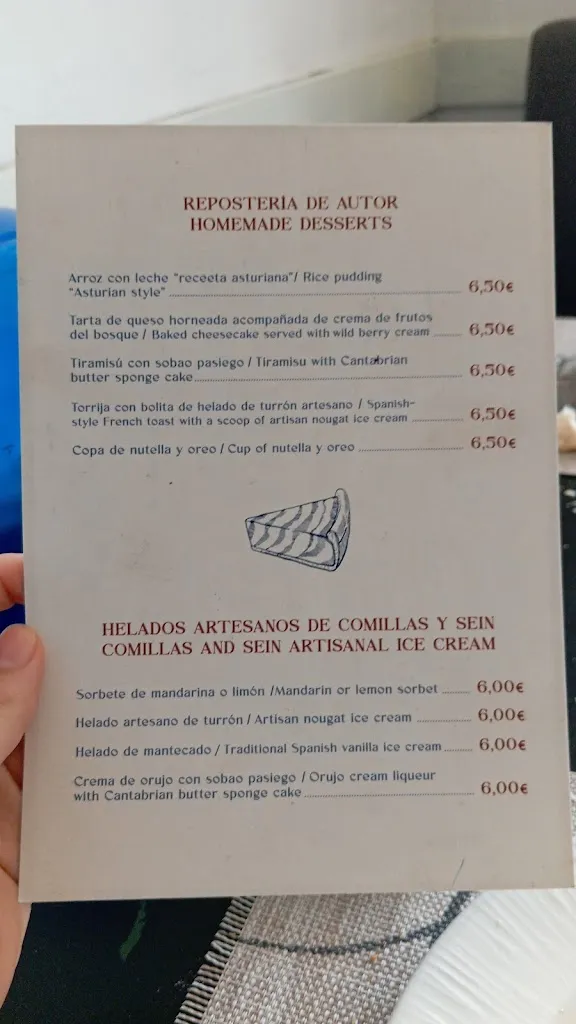 REPOSTERÍA DE AUTOR
HOMEMADE DESSERTS
Arroz con leche "receeta asturiana"/ Rice pudding
"Asturian style" ........ 6,50€
Tarta de queso horneada acompañada de crema de frutos
del bosque / Baked cheesecake served with wild berry cream ........ 6,50€
Tiramisú con sobao pasiego / Tiramisu with Cantabrian
butter sponge cake ........ 6,50€
Torrija con bolita de helado de turrón artesano / Spanish-
style French toast with a scoop of artisan nougat ice cream ........ 6,50€
Copa de nutella y oreo / Cup of nutella y oreo ........ 6,50€
HELADOS ARTESANOS DE COMILLAS Y SEIN
COMILLAS AND SEIN ARTISANAL ICE CREAM
Sorbete de mandarina o limón /Mandarin or lemon sorbet ........ 6,00€
Helado artesano de turrón / Artisan nougat ice cream ........ 6,00€
Helado de mantecado / Traditional Spanish vanilla ice cream ........ 6,00€
Crema de orujo con sobao pasiego / Orujo cream liqueur
with Cantabrian butter sponge cake ........ 6,00€